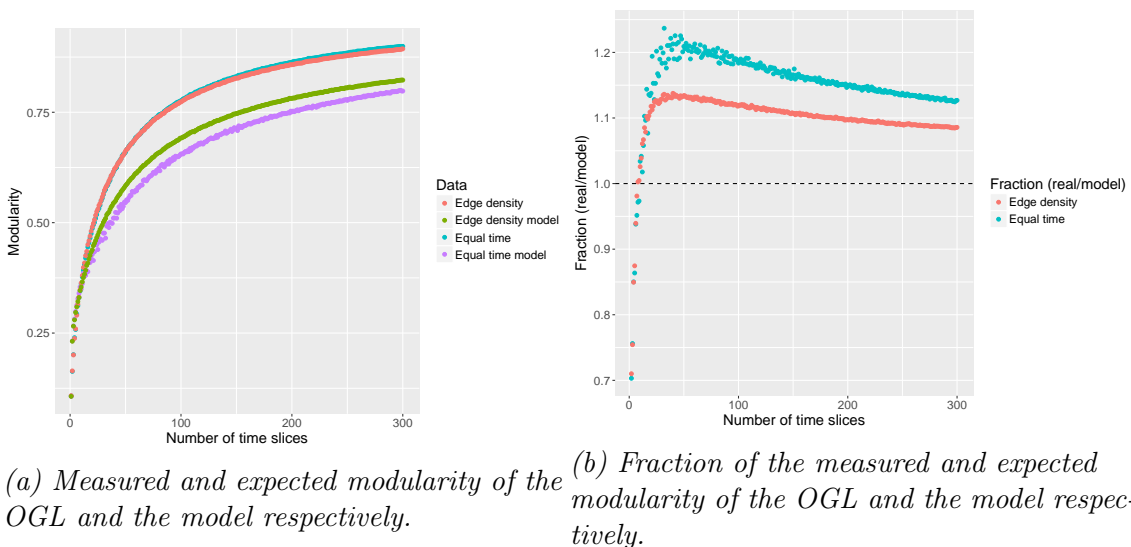 Modularity
0.75
0.50
0.25
0
100
200
300
Number of time slices
Data
Edge density
Edge density model
Equal time
Equal time model
(a) Measured and expected modularity of the
OGL and the model respectively.
Fraction (real/model)
1.2
1.1
1.0
0.9
0.8
0.7
0
100
200
300
Number of time slices
Fraction (real/model)
Edge density
Equal time
(b) Fraction of the measured and expected
modularity of the OGL and the model respec-
tively.